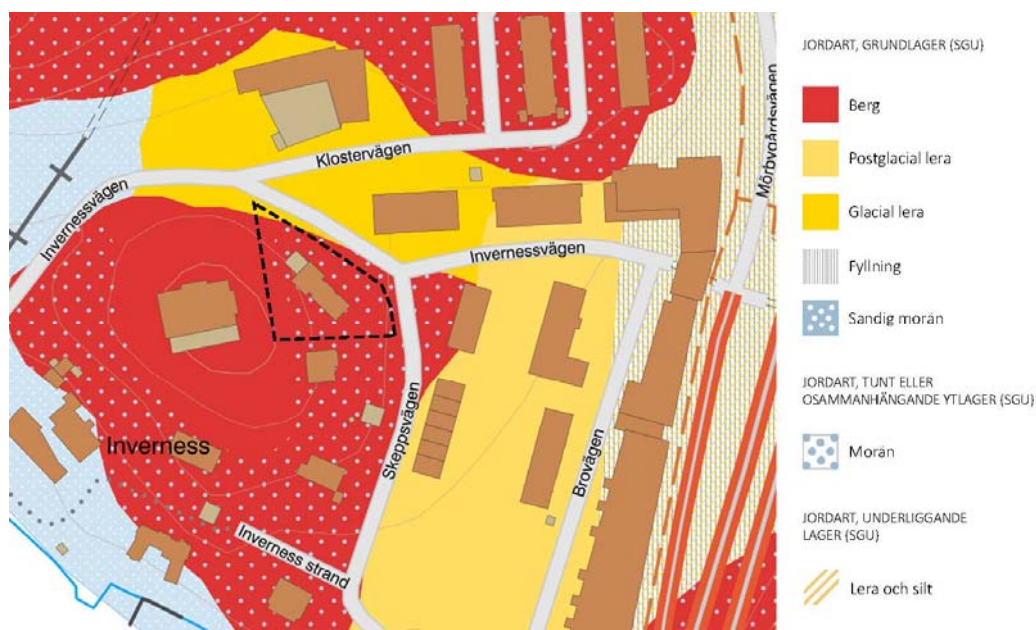 Klostervägen
Invernessvägen
Invernessvägen
Mörbygårdsvägen
Skeppsvägen
Brovägen
Inverness
Inverness strand
JORDART, GRUNDLAGER (SGU)
Berg
Postglacial lera
Glacial lera
Fyllning
Sandig morän
JORDART, TUNT ELLER
OSAMMANHÄNGANDE YTLAGER (SGU)
Morän
JORDART, UNDERLIGGANDE
LAGER (SGU)
Lera och silt